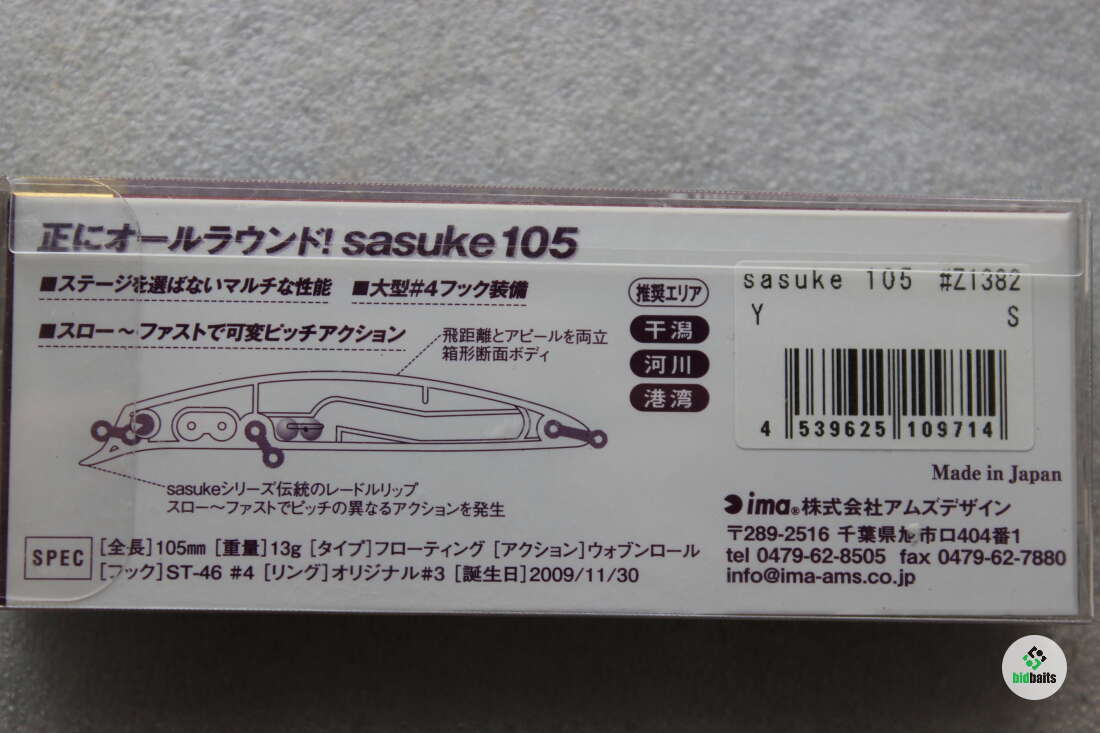 正にオールラウンド! sasuke 105
■ステージを選ばないマルチな性能 ■大型#4フック装備
■スロー～ファストで可変ピッチアクション
飛距離とアピールを両立
箱形断面ボディ
sasukeシリーズ伝統のレードルリップ
スロー～ファストでピッチの異なるアクションを発生
推奨エリア
干潟
河川
港湾
sasuke 105 #Z1382
Y S
4 539625 109714
Made in Japan
ima®株式会社アムズデザイン
〒289-2516 千葉県旭市ロ404番1
tel 0479-62-8505 fax 0479-62-7880
info@ima-ams.co.jp
SPEC
[全長]105mm [重量]13g [タイプ]フローティング [アクション]ウォブンロール
[フック]ST-46 #4 [リング]オリジナル#3 [誕生日]2009/11/30
bidbaits